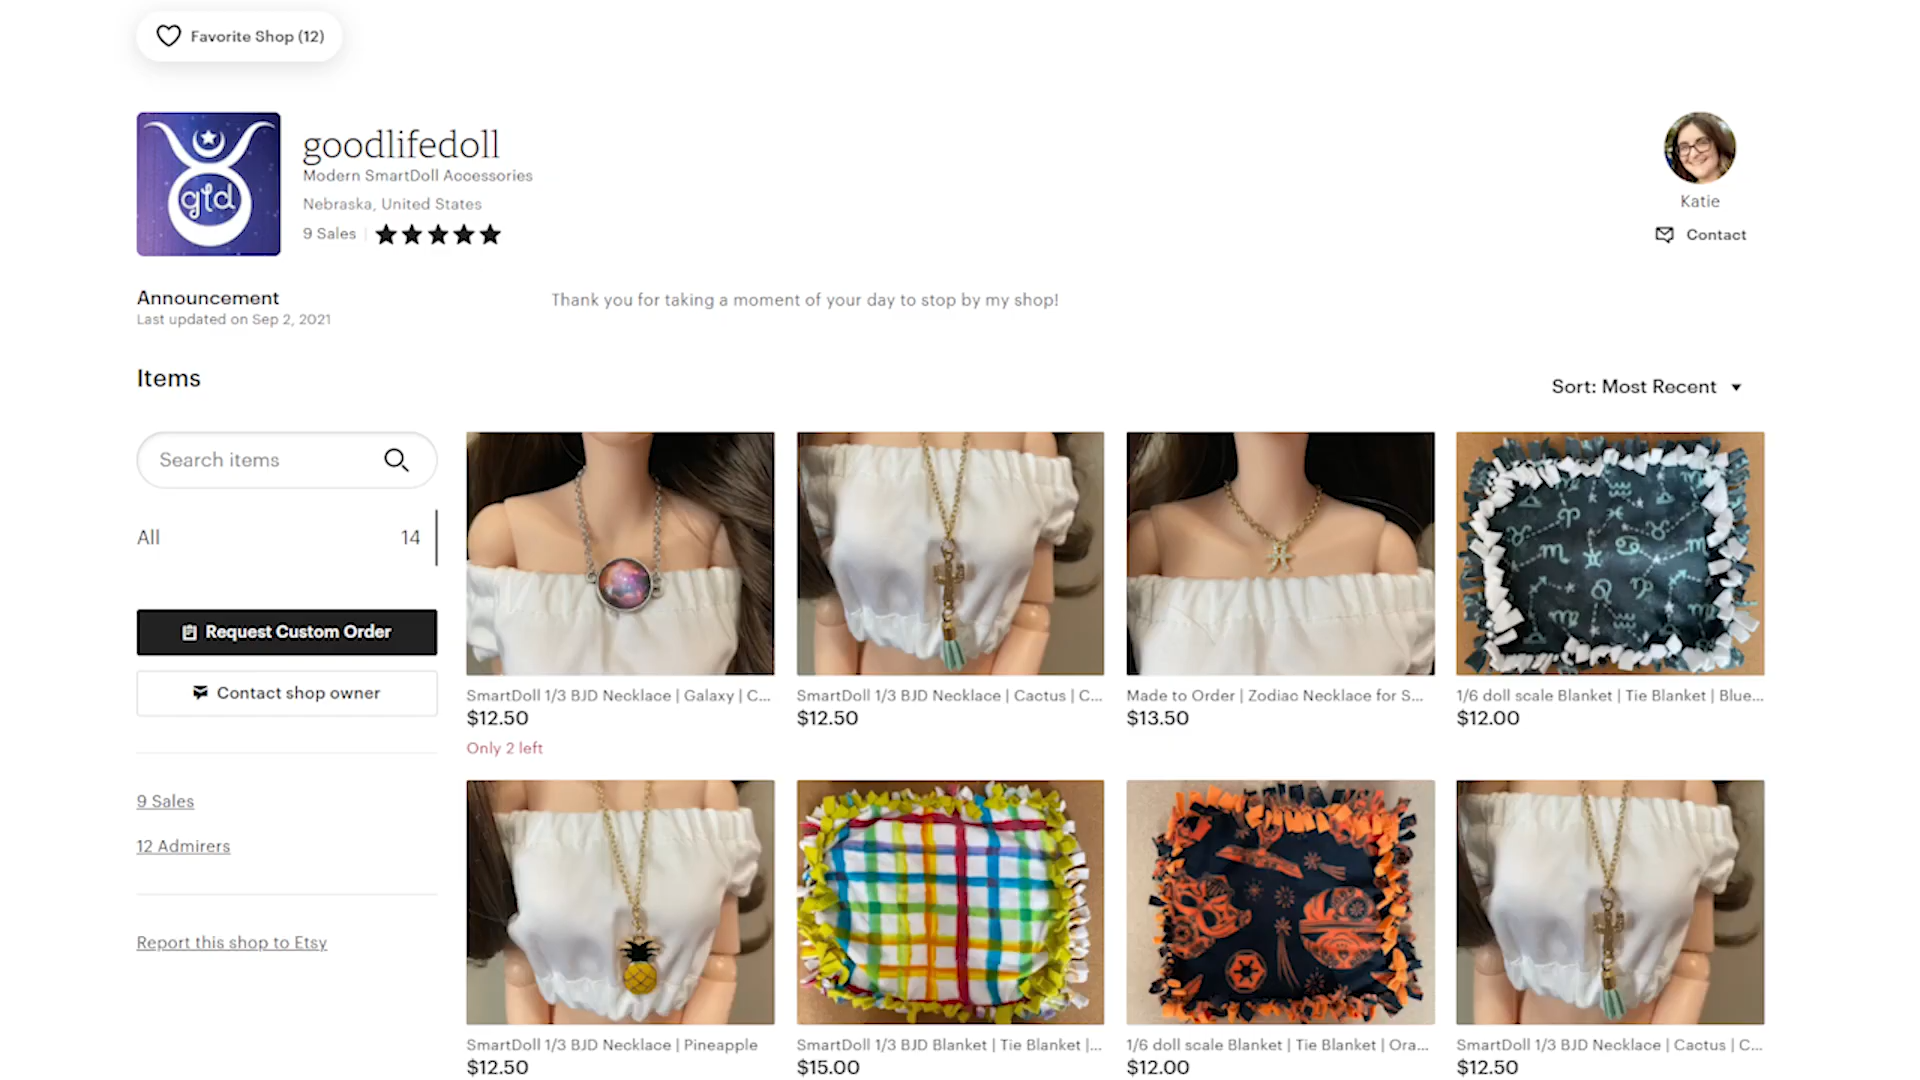 Favorite Shop (12)
gld
goodlifedoll
Modern SmartDoll Accessories
Nebraska, United States
9 Sales
Katie
Contact
Announcement
Last updated on Sep 2, 2021
Thank you for taking a moment of your day to stop by my shop!
Items
Sort: Most Recent
Search items
All 14
Request Custom Order
Contact shop owner
9 Sales
12 Admirers
Report this shop to Etsy
SmartDoll 1/3 BJD Necklace | Galaxy | C...
$12.50
Only 2 left
SmartDoll 1/3 BJD Necklace | Cactus | C...
$12.50
Made to Order | Zodiac Necklace for S...
$13.50
1/6 doll scale Blanket | Tie Blanket | Blue...
$12.00
SmartDoll 1/3 BJD Necklace | Pineapple
$12.50
SmartDoll 1/3 BJD Blanket | Tie Blanket |...
$15.00
1/6 doll scale Blanket | Tie Blanket | Ora...
$12.00
SmartDoll 1/3 BJD Necklace | Cactus | C...
$12.50